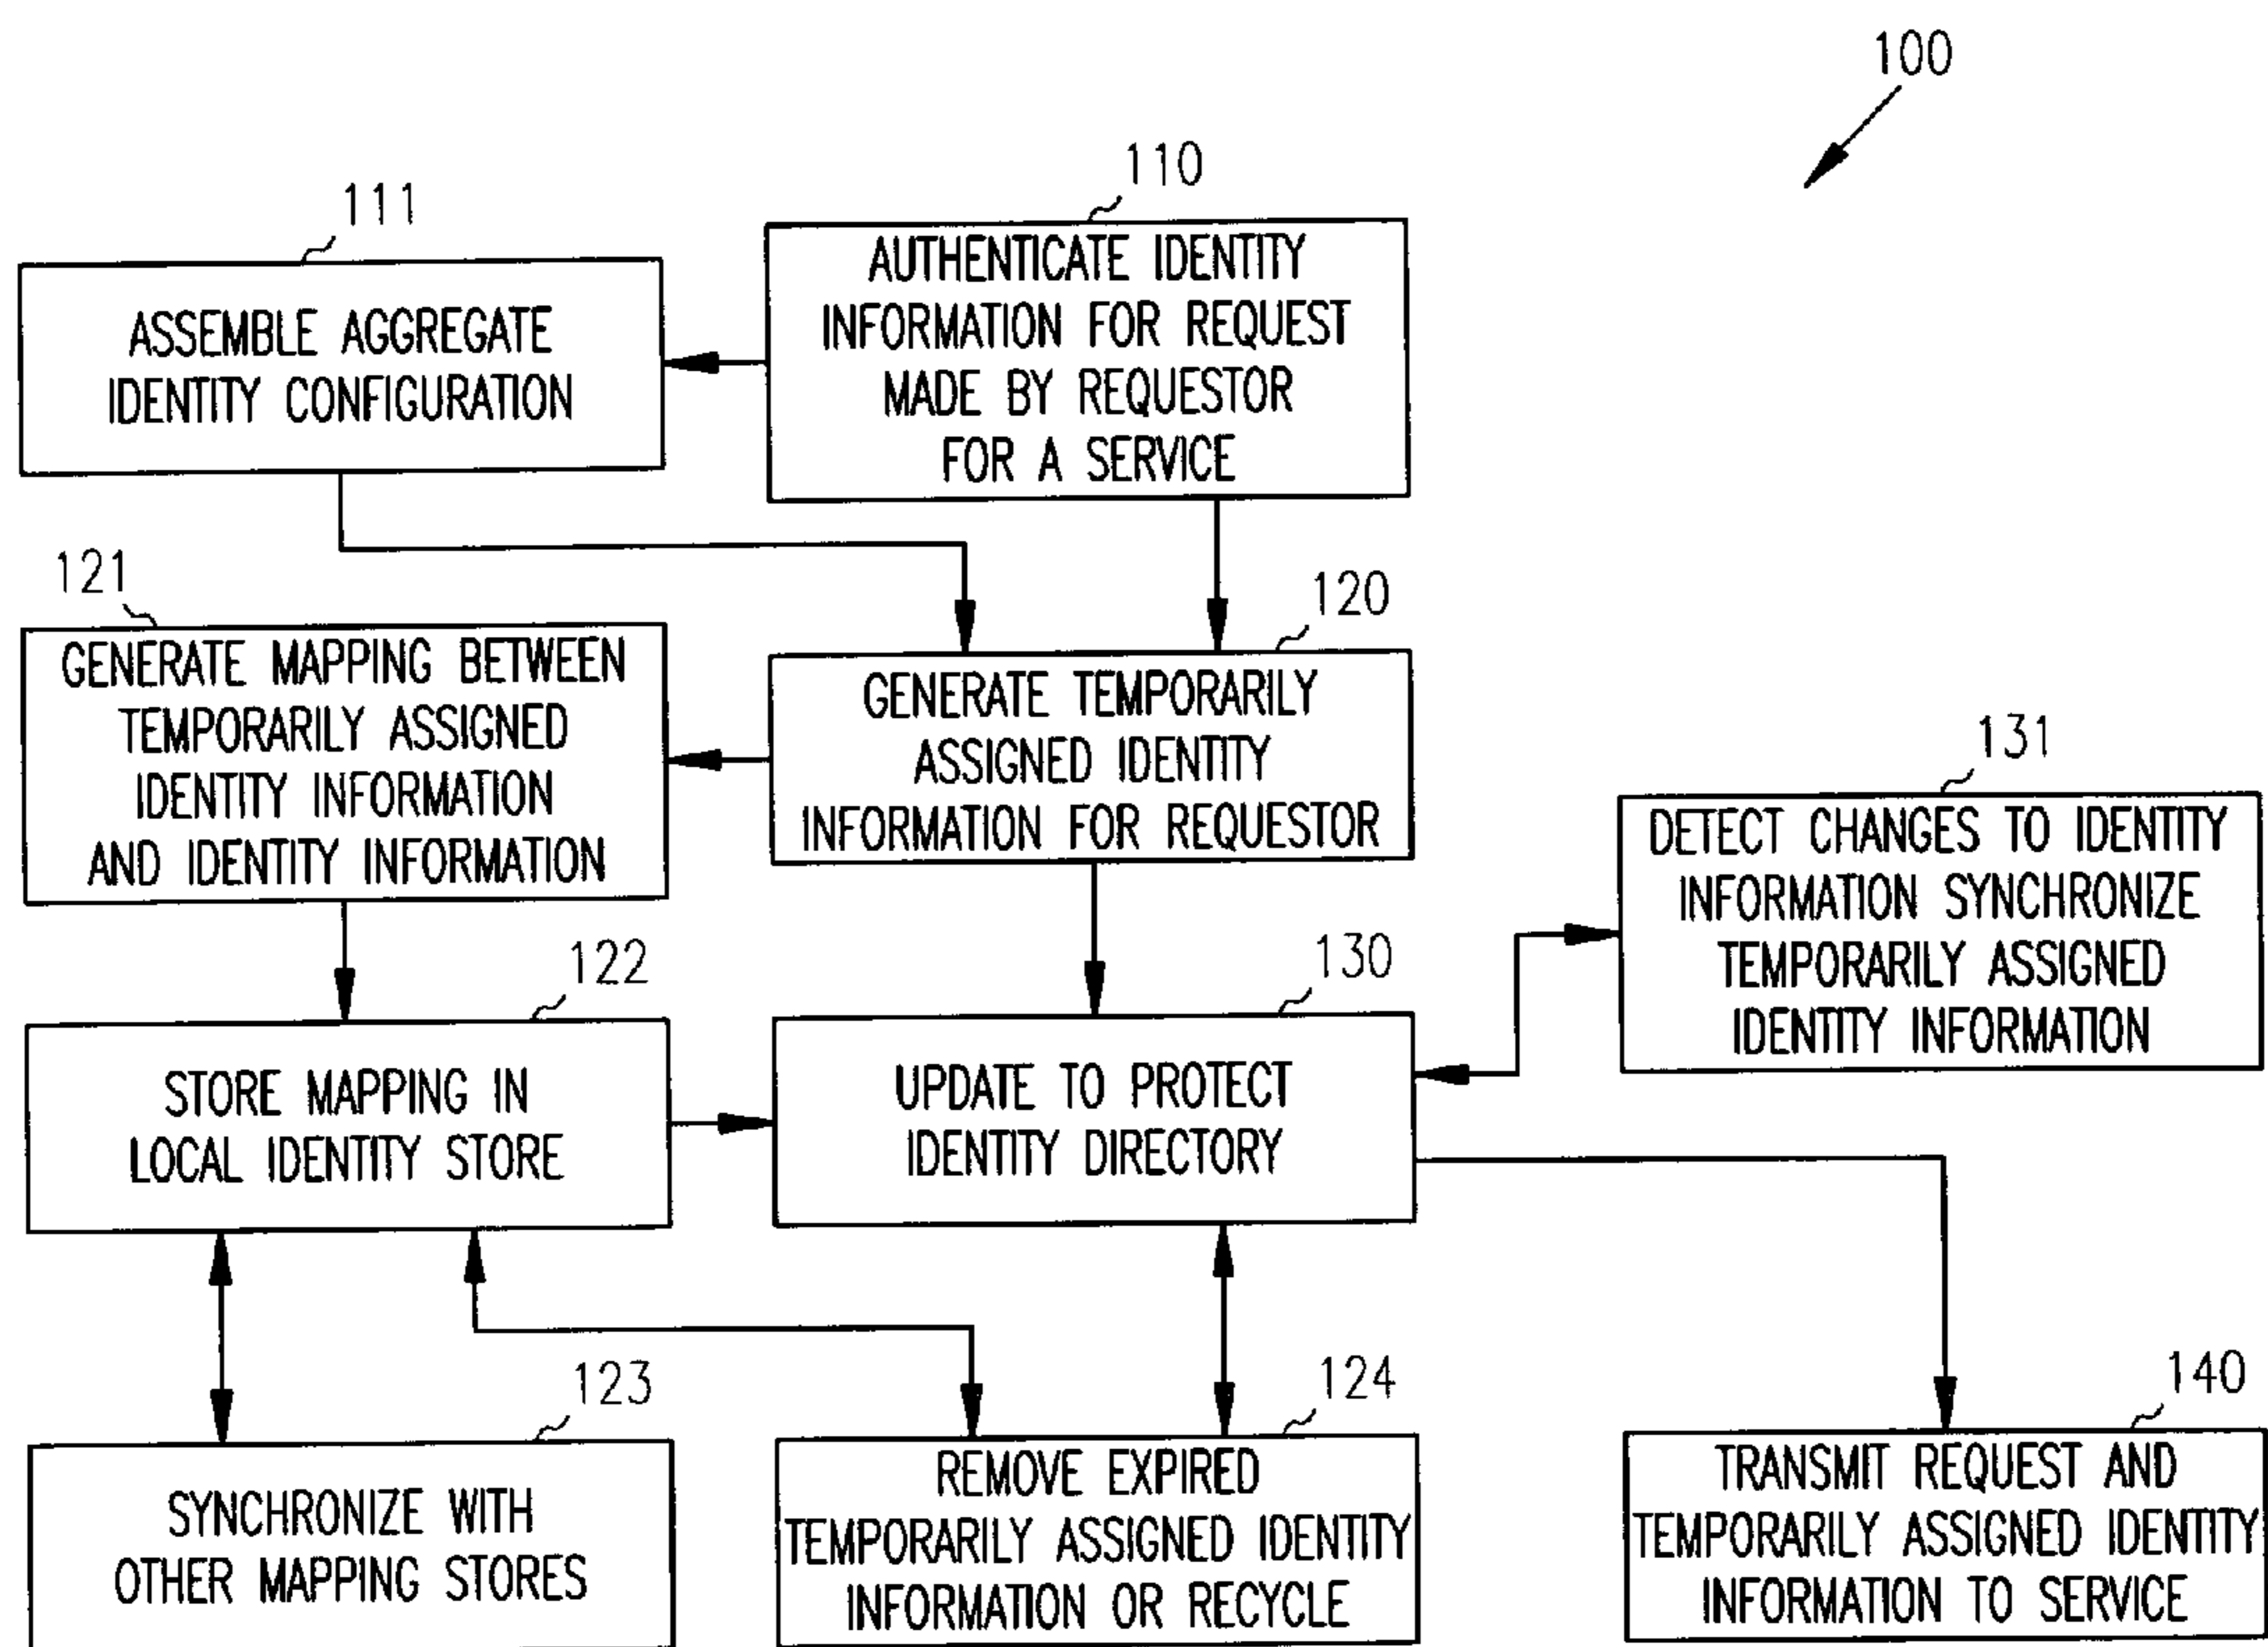 100
110
AUTHENTICATE IDENTITY
INFORMATION FOR REQUEST
MADE BY REQUESTOR
FOR A SERVICE
111
ASSEMBLE AGGREGATE
IDENTITY CONFIGURATION
120
GENERATE TEMPORARILY
ASSIGNED IDENTITY
INFORMATION FOR REQUESTOR
121
GENERATE MAPPING BETWEEN
TEMPORARILY ASSIGNED
IDENTITY INFORMATION
AND IDENTITY INFORMATION
131
DETECT CHANGES TO IDENTITY
INFORMATION SYNCHRONIZE
TEMPORARILY ASSIGNED
IDENTITY INFORMATION
122
STORE MAPPING IN
LOCAL IDENTITY STORE
130
UPDATE TO PROTECT
IDENTITY DIRECTORY
123
SYNCHRONIZE WITH
OTHER MAPPING STORES
124
REMOVE EXPIRED
TEMPORARILY ASSIGNED IDENTITY
INFORMATION OR RECYCLE
140
TRANSMIT REQUEST AND
TEMPORARILY ASSIGNED IDENTITY
INFORMATION TO SERVICE